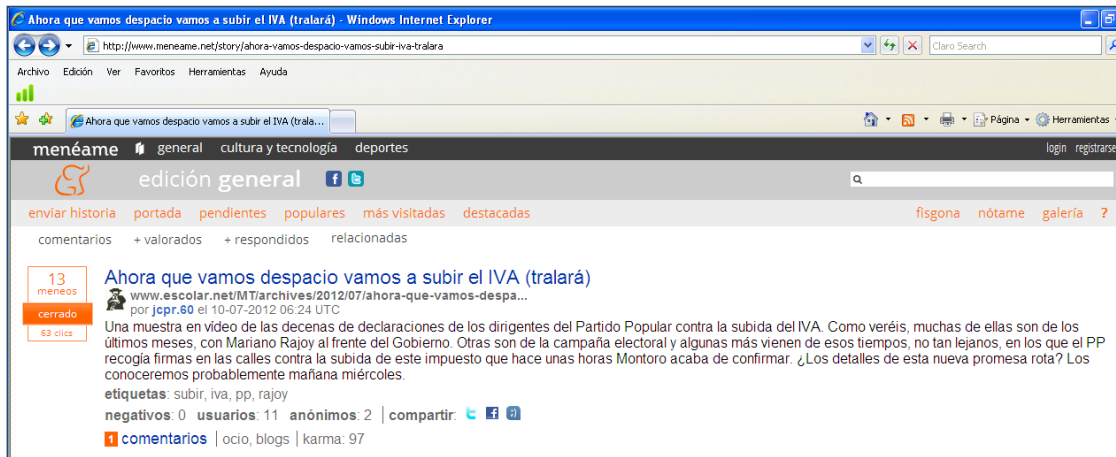 Ahora que vamos despacio vamos a subir el IVA (tralará) - Windows Internet Explorer
http://www.meneame.net/story/ahora-vamos-despacio-vamos-subir-iva-tralara
Claro Search
Archivo Edición Ver Favoritos Herramientas Ayuda
Ahora que vamos despacio vamos a subir el IVA (trala...
Página Herramientas
menéame general cultura y tecnología deportes login registrarse
edición general
enviar historia portada pendientes populares más visitadas destacadas fisgona nótame galería ?
comentarios + valorados + respondidos relacionadas
13
meneos
cerrado
63 clics
Ahora que vamos despacio vamos a subir el IVA (tralará)
www.escolar.net/MT/archives/2012/07/ahora-que-vamos-despa...
por jcpr.60 el 10-07-2012 06:24 UTC
Una muestra en vídeo de las decenas de declaraciones de los dirigentes del Partido Popular contra la subida del IVA. Como veréis, muchas de ellas son de los
últimos meses, con Mariano Rajoy al frente del Gobierno. Otras son de la campaña electoral y algunas más vienen de esos tiempos, no tan lejanos, en los que el PP
recogía firmas en las calles contra la subida de este impuesto que hace unas horas Montoro acaba de confirmar. ¿Los detalles de esta nueva promesa rota? Los
conoceremos probablemente mañana miércoles.
etiquetas: subir, iva, pp, rajoy
negativos: 0 usuarios: 11 anónimos: 2 | compartir:
1 comentarios | ocio, blogs | karma: 97